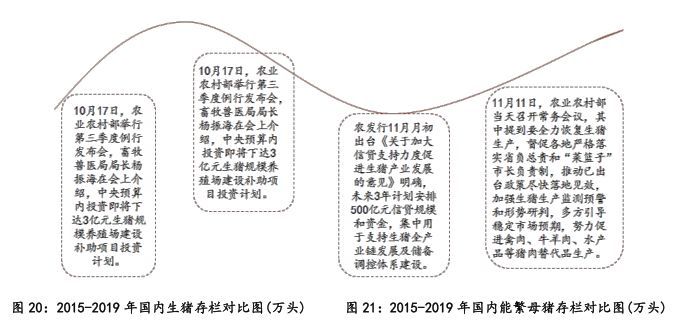 10月17日，农业
农村部举行
第三季度例行
发布会，畜牧
兽医局局长杨
振海在会上介
绍，中央预算
内投资即将下
达3亿元生猪规
模养殖场建设
补助项目投资
计划。
10月17日，农业
农村部举行第三
季度例行发布会，
畜牧兽医局局长
杨振海在会上介
绍，中央预算内
投资即将下达3
亿元生猪规模养
殖场建设补助项
目投资计划。
农发行11月月初
出台《关于加大
信贷支持力度促
进生猪产业发展
的意见》明确，
未来3年计划安排
500亿元信贷规模
和资金，集中用
于支持生猪全产
业链发展及储备
调控体系建设。
11月11日，农业农村部
当天召开常务会议，其
中提到要全力恢复生猪
生产，督促各地严格落
实省负总责和“菜篮子”
市长负责制，推动已出
台政策尽快落地见效，
加强生猪生产监测预警
和形势研判，多方引导
稳定市场预期，努力促
进禽肉、牛羊肉、水产
品等猪肉替代品生产。
图 20：2015-2019 年国内生猪存栏对比图(万头)
图 21：2015-2019 年国内能繁母猪存栏对比图(万头)